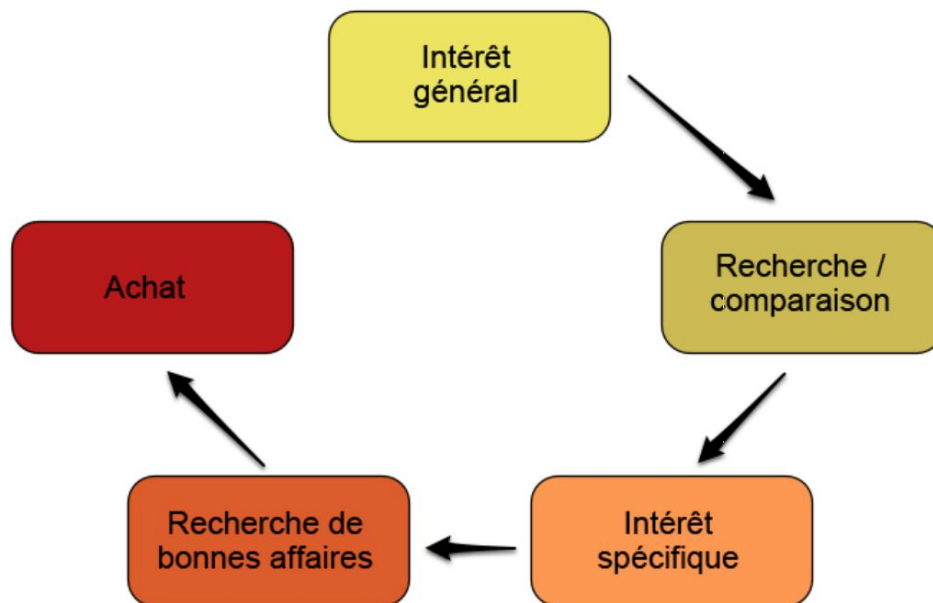 Intérêt
général
Recherche /
comparaison
Intérêt
spécifique
Recherche de
bonnes affaires
Achat